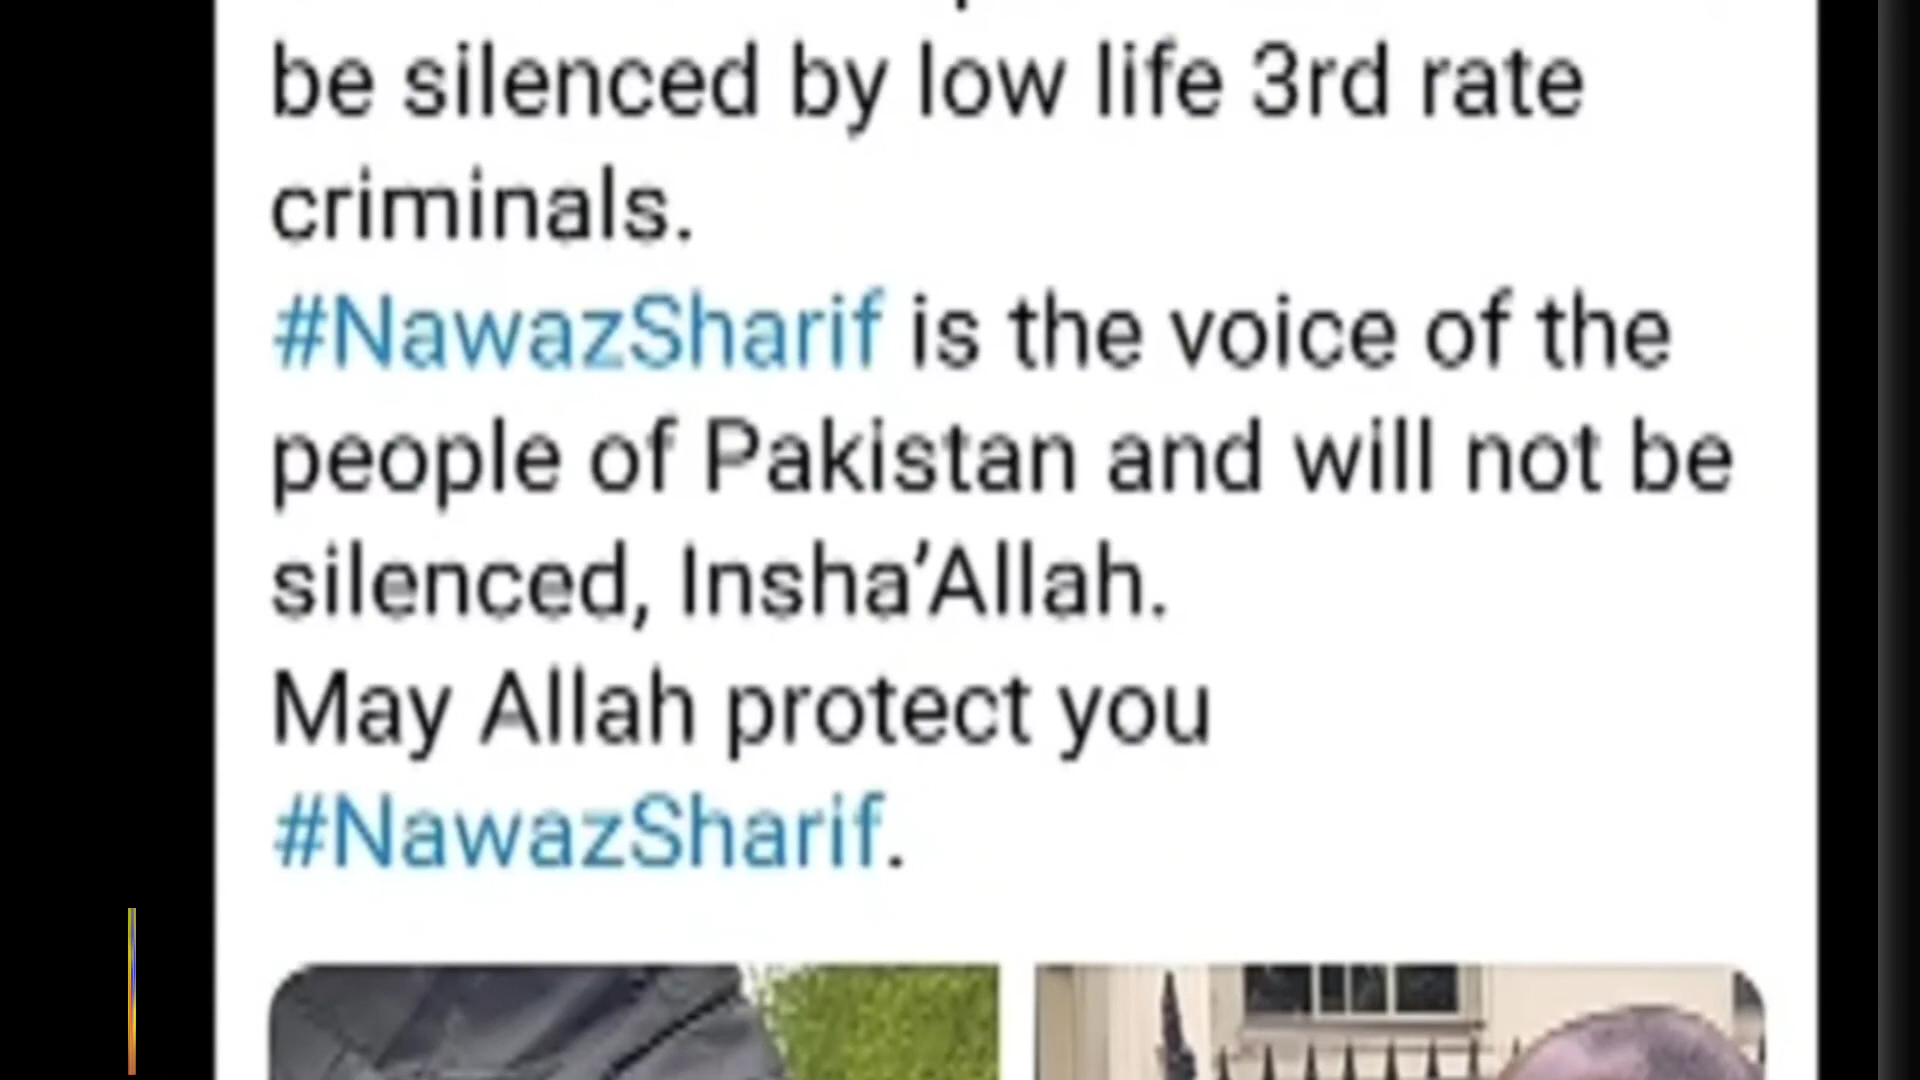 be silenced by low life 3rd rate
criminals.
#NawazSharif is the voice of the
people of Pakistan and will not be
silenced, Insha’Allah.
May Allah protect you
#NawazSharif.